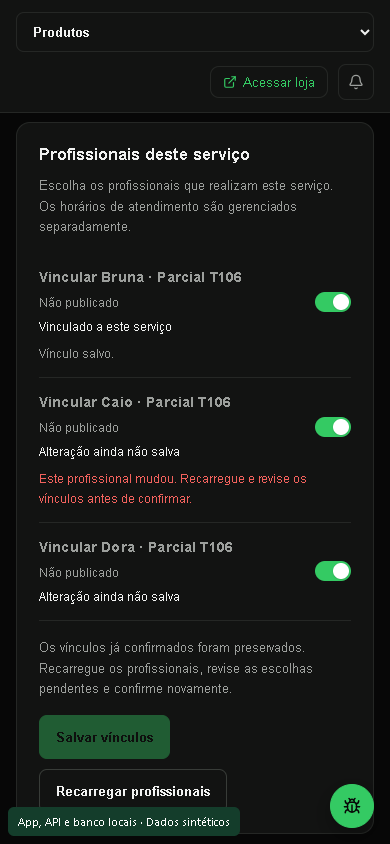 Produtos
Acessar loja
Profissionais deste serviço
Escolha os profissionais que realizam este serviço.
Os horários de atendimento são gerenciados
separadamente.
Vincular Bruna · Parcial T106
Não publicado
Vinculado a este serviço
Vínculo salvo.
Vincular Caio · Parcial T106
Não publicado
Alteração ainda não salva
Este profissional mudou. Recarregue e revise os
vínculos antes de confirmar.
Vincular Dora · Parcial T106
Não publicado
Alteração ainda não salva
Os vínculos já confirmados foram preservados.
Recarregue os profissionais, revise as escolhas
pendentes e confirme novamente.
Salvar vínculos
Recarregar profissionais
App, API e banco locais · Dados sintéticos